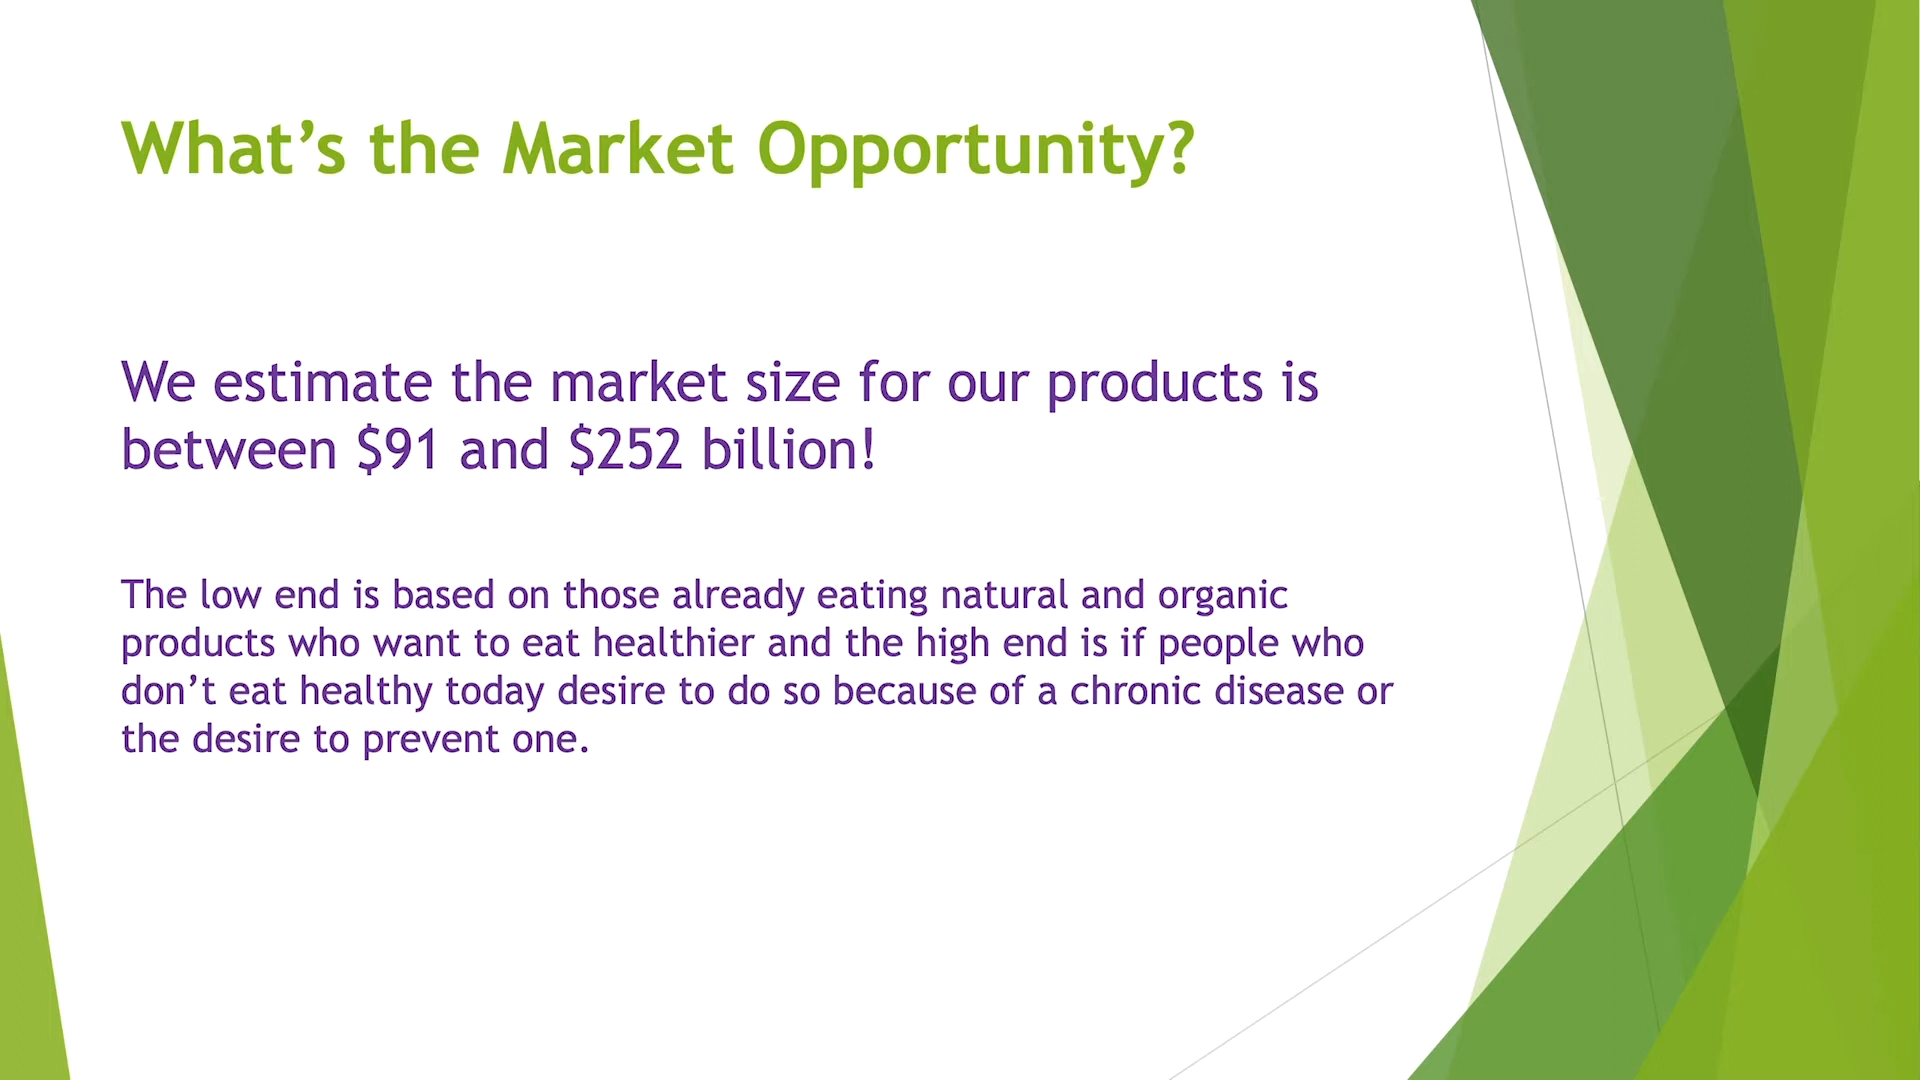 What’s the Market Opportunity?
We estimate the market size for our products is
between $91 and $252 billion!
The low end is based on those already eating natural and organic
products who want to eat healthier and the high end is if people who
don’t eat healthy today desire to do so because of a chronic disease or
the desire to prevent one.